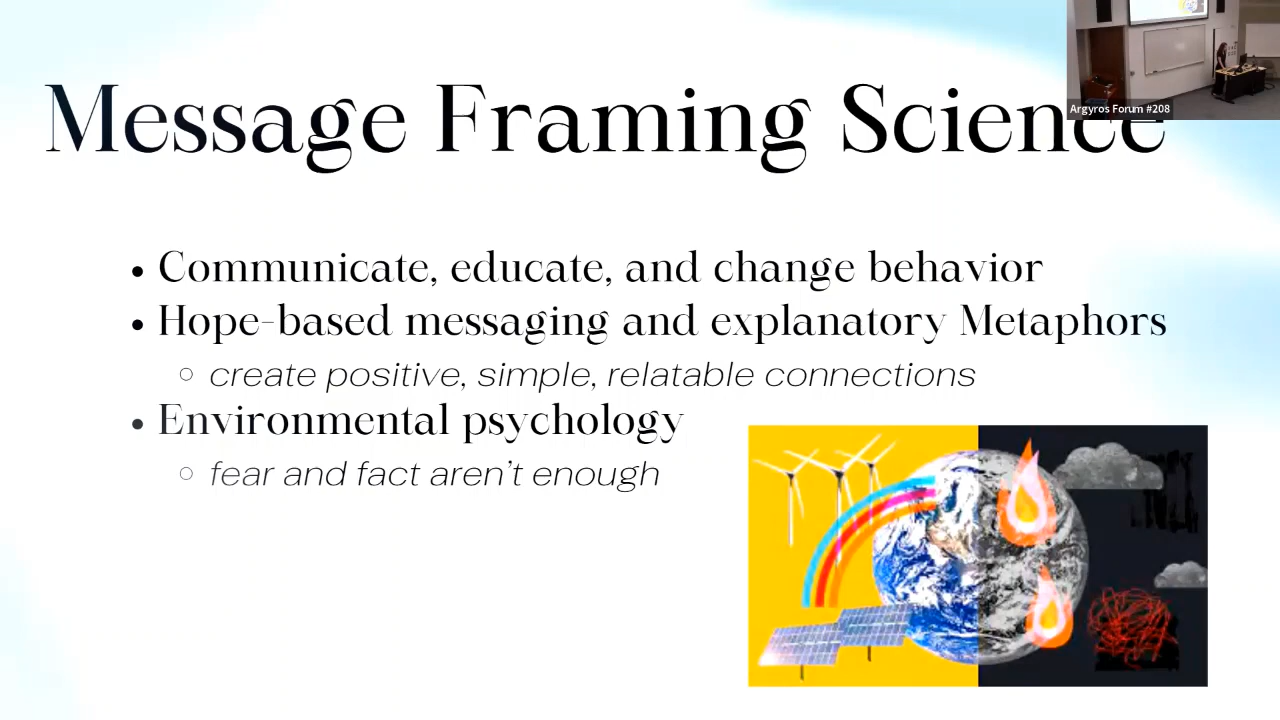 Message Framing Science
Argyros Forum #208
• Communicate, educate, and change behavior
• Hope-based messaging and explanatory Metaphors
○ create positive, simple, relatable connections
• Environmental psychology
○ fear and fact aren't enough